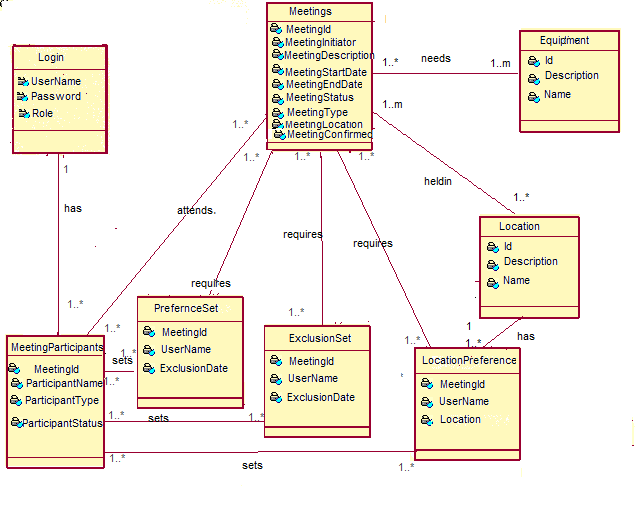 Meetings
MeetingId
MeetingInitiator
MeetingDescription
MeetingStartDate
MeetingEndDate
MeetingStatus
MeetingType
MeetingLocation
MeetingConfirmed
Login
UserName
Password
Role
Equipment
Id
Description
Name
1..*
needs
1..m
1..m
1..*
1..*
1..*
1..*
1
has
attends
heldin
1..*
requires
requires
requires
Location
Id
Description
Name
1..*
1..*
1..*
1..*
1
has
1..*
PrefernceSet
MeetingId
UserName
ExclusionDate
ExclusionSet
MeetingId
UserName
ExclusionDate
MeetingParticipants
MeetingId
ParticipantName
ParticipantType
ParticipantStatus
LocationPreference
MeetingId
UserName
Location
1..*
sets
1..*
1..*
sets
1..*
1..*
sets
1..*